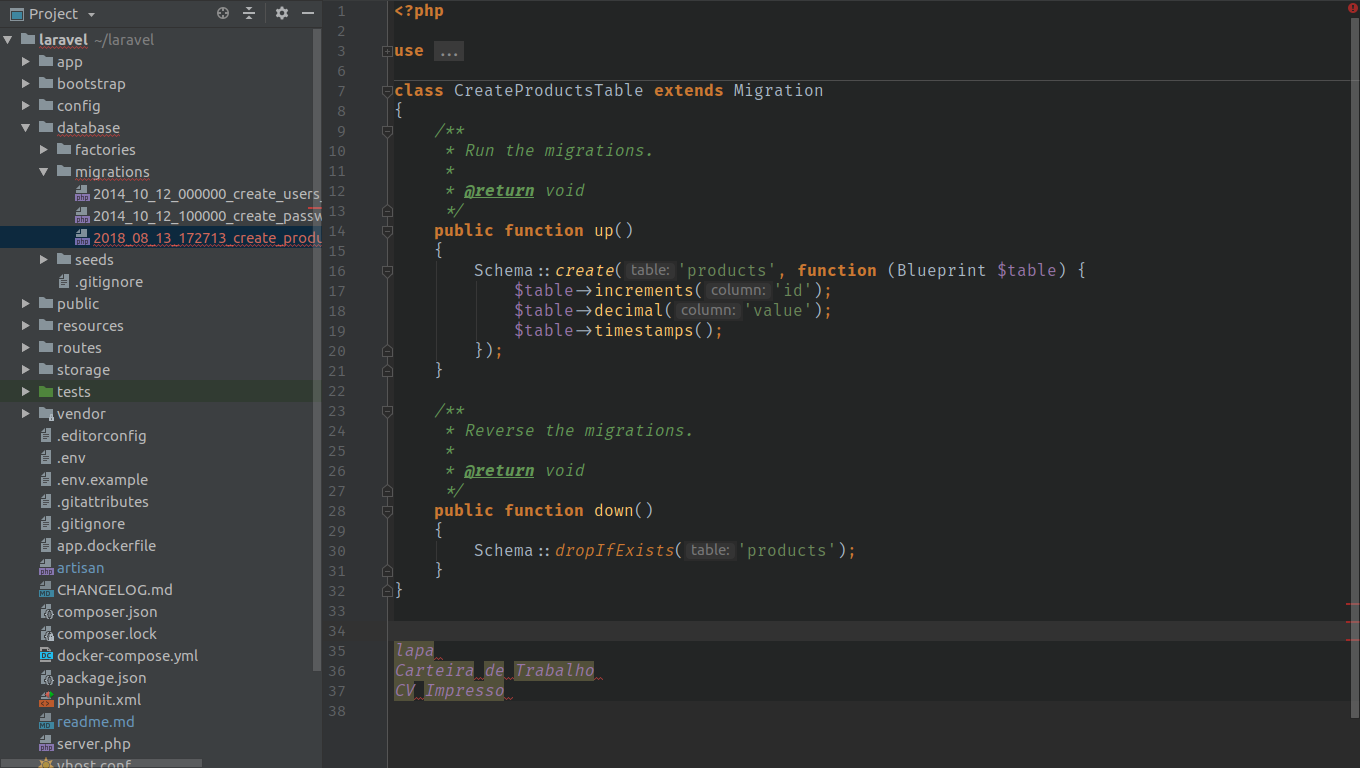 Project
laravel ~/laravel
app
bootstrap
config
database
factories
migrations
2014_10_12_000000_create_users
2014_10_12_100000_create_passw
2018_08_13_172713_create_produ
seeds
.gitignore
public
resources
routes
storage
tests
vendor
.editorconfig
.env
.env.example
.gitattributes
.gitignore
app.dockerfile
artisan
CHANGELOG.md
composer.json
composer.lock
docker-compose.yml
package.json
phpunit.xml
readme.md
server.php
vhost.conf
1 <?php
2
3 use ...
6
7 class CreateProductsTable extends Migration
8 {
9 /**
10 * Run the migrations.
11 *
12 * @return void
13 */
14 public function up()
15 {
16 Schema::create( table: 'products', function (Blueprint $table) {
17 $table->increments( column: 'id');
18 $table->decimal( column: 'value');
19 $table->timestamps();
20 });
21 }
22
23 /**
24 * Reverse the migrations.
25 *
26 * @return void
27 */
28 public function down()
29 {
30 Schema::dropIfExists( table: 'products');
31 }
32 }
33
34
35 lapa
36 Carteira de Trabalho
37 CV Impresso
38